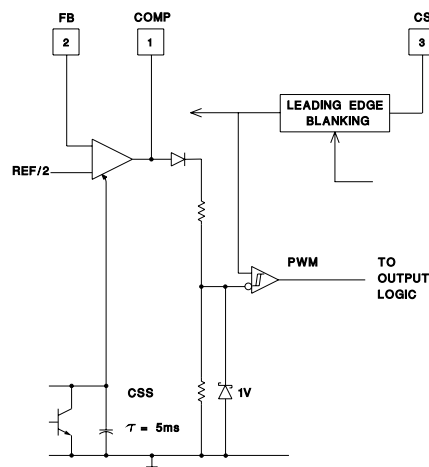 FB COMP CS
2 1 3
LEADING EDGE
BLANKING
REF/2
PWM TO
OUTPUT
LOGIC
CSS 1V
τ = 5ms